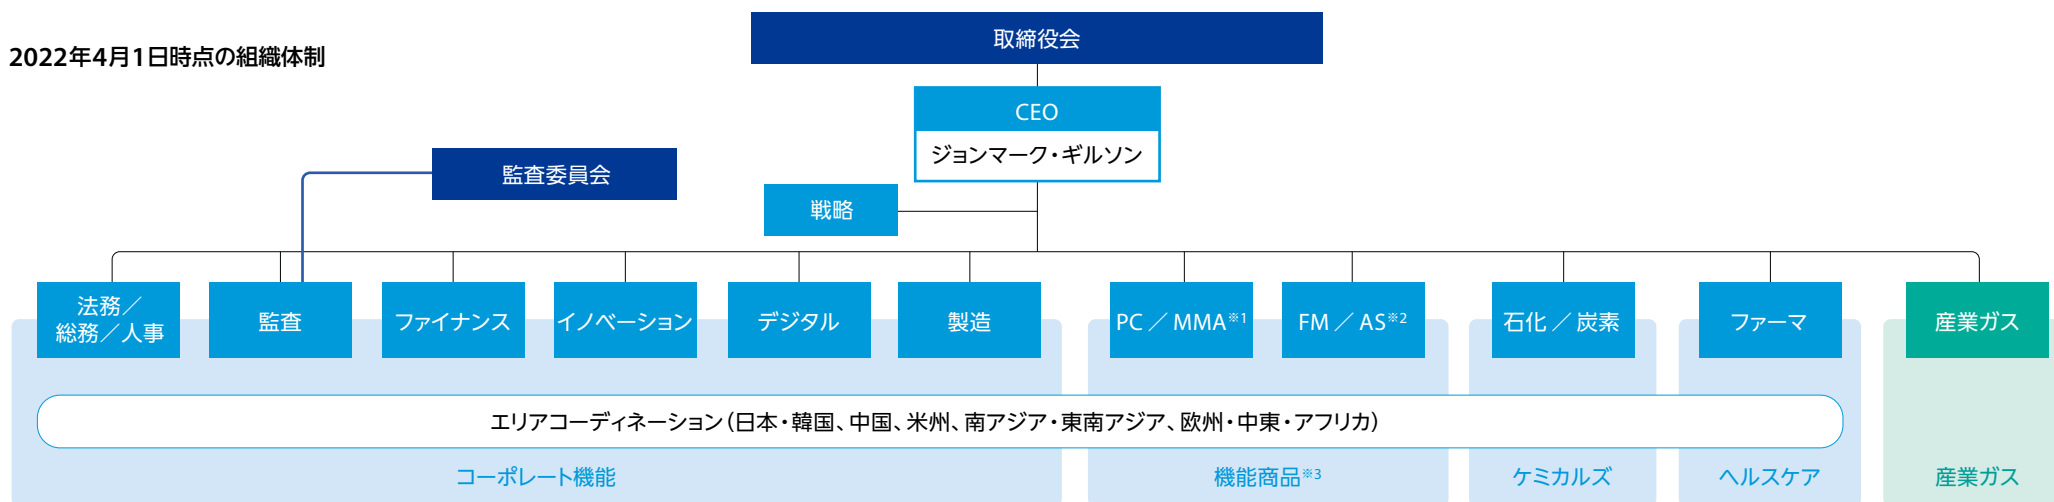 2022年4月1日時点の組織体制
取締役会
CEO
ジョンマーク・ギルソン
監査委員会
戦略
法務／
総務／人事
監査
ファイナンス
イノベーション
デジタル
製造
PC ／ MMA※1
FM ／ AS※2
石化 ／ 炭素
ファーマ
産業ガス
エリアコーディネーション（日本・韓国、中国、米州、南アジア・東南アジア、欧州・中東・アフリカ）
コーポレート機能
機能商品※3
ケミカルズ
ヘルスケア
産業ガス